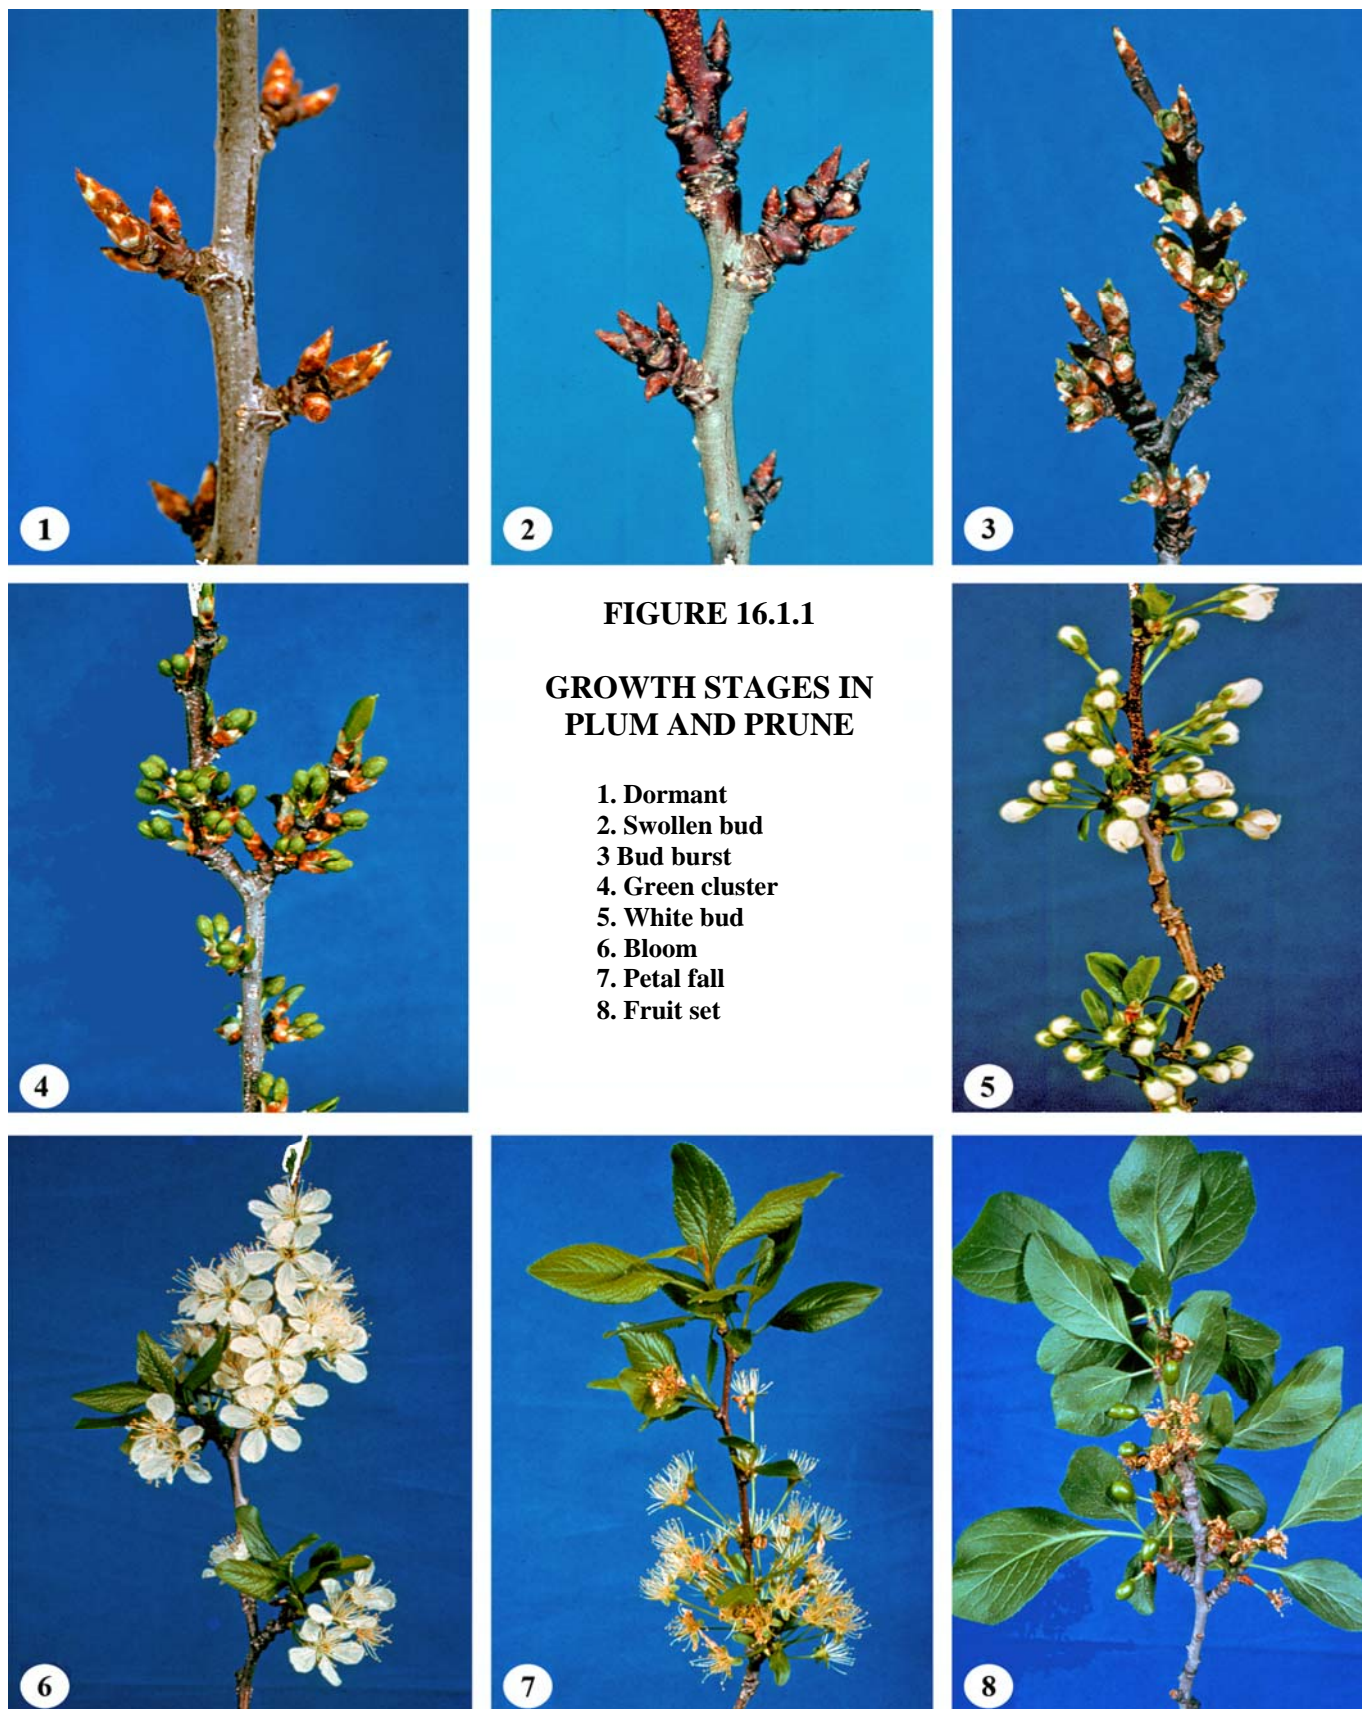 1
2
3
FIGURE 16.1.1
GROWTH STAGES IN
PLUM AND PRUNE
1. Dormant
2. Swollen bud
3 Bud burst
4. Green cluster
5. White bud
6. Bloom
7. Petal fall
8. Fruit set
4
5
6
7
8